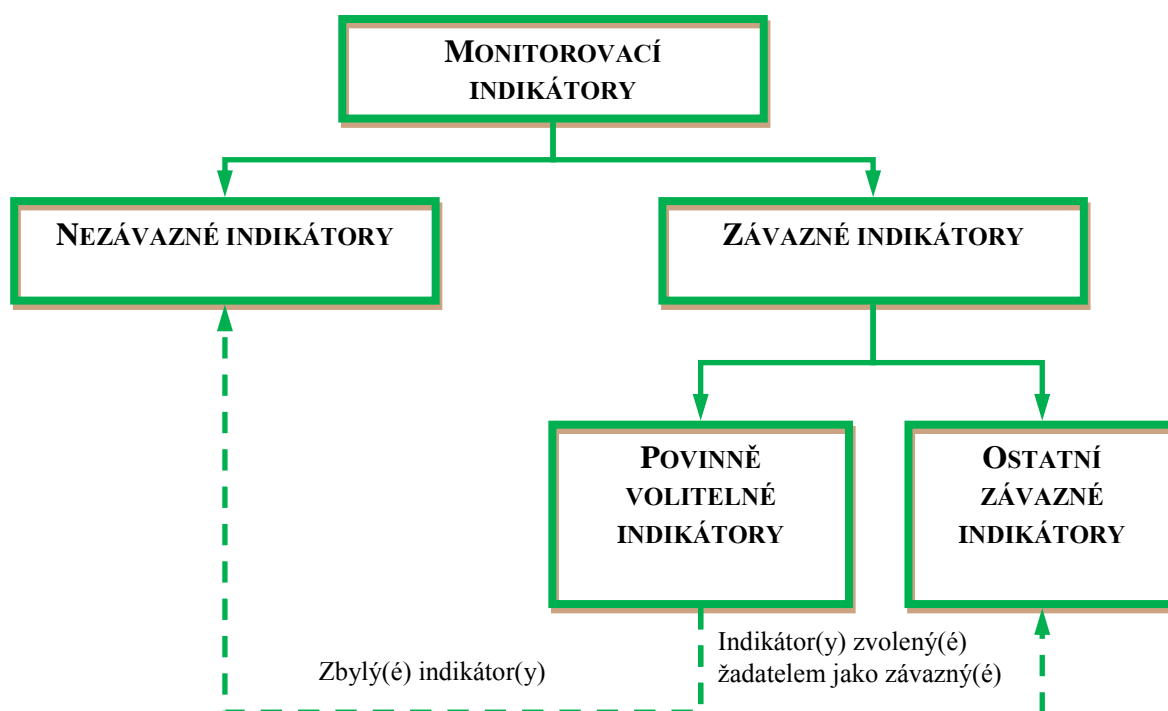 MONITOROVACÍ
INDIKÁTORY
NEZÁVAZNÉ INDIKÁTORY
ZÁVAZNÉ INDIKÁTORY
POVINNĚ
VOLITELNÉ
INDIKÁTORY
OSTATNÍ
ZÁVAZNÉ
INDIKÁTORY
Zbylý(é) indikátor(y)
Indikátor(y) zvolený(é)
žadatelem jako závazný(é)